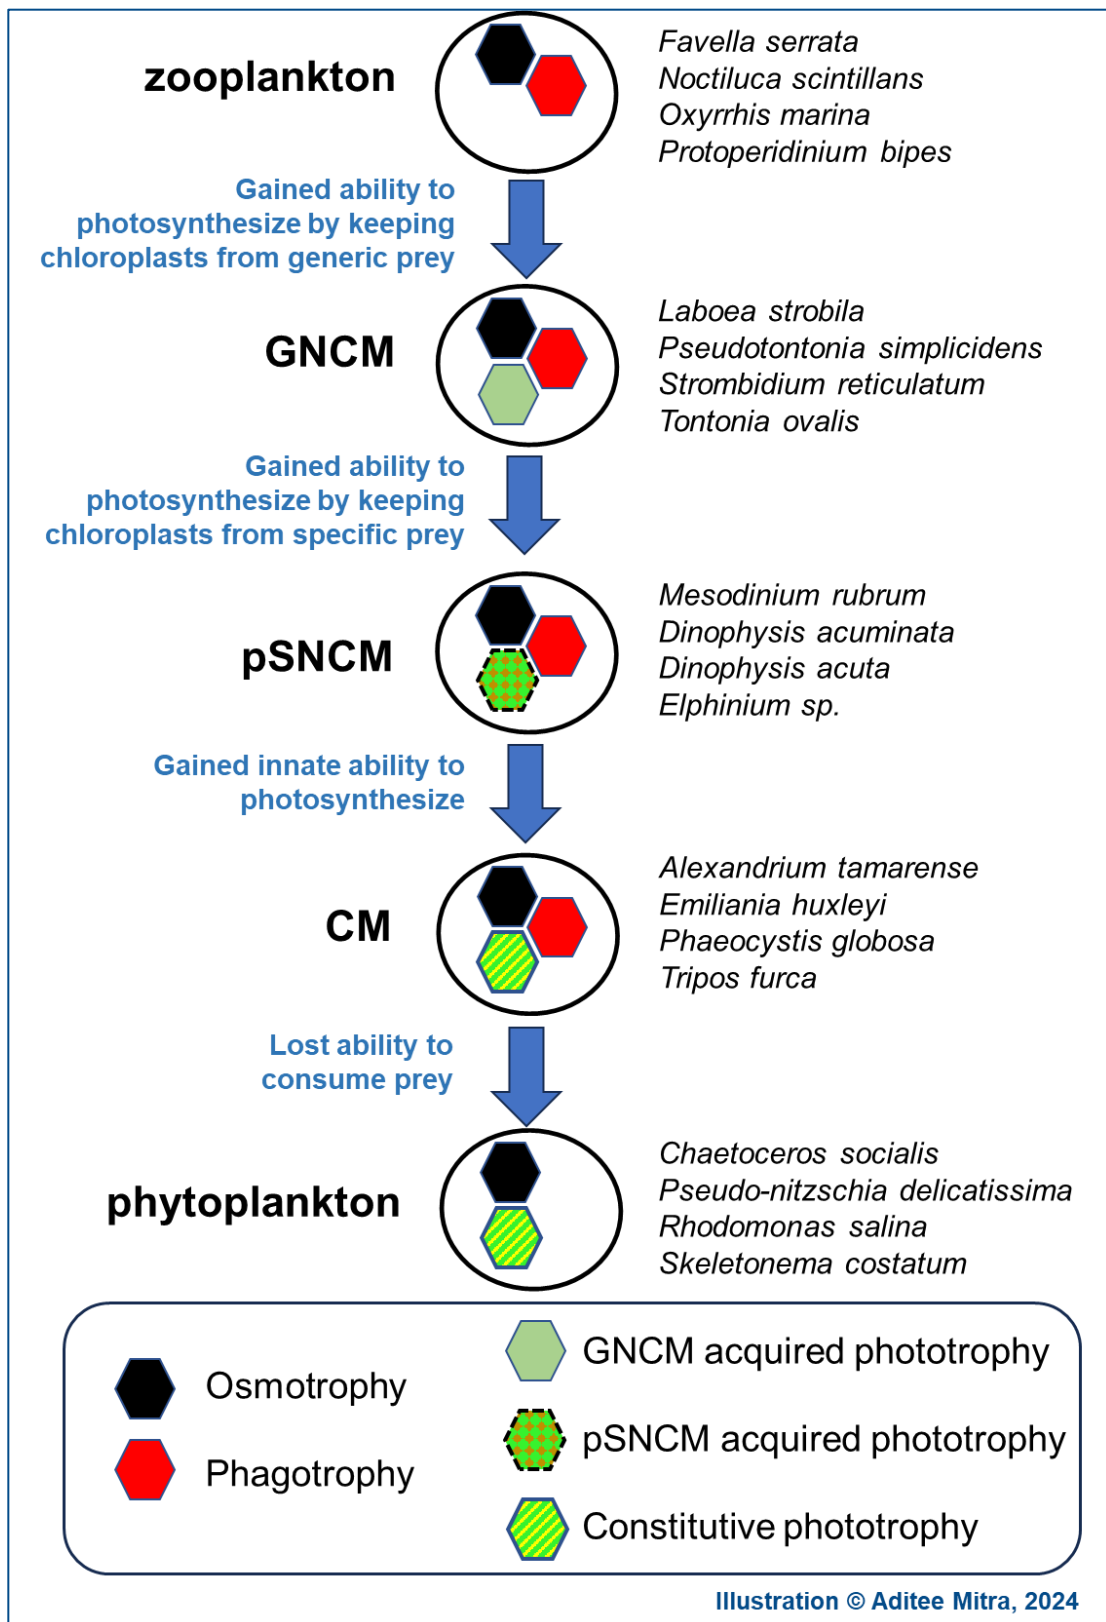 zooplankton
Favella serrata
Noctiluca scintillans
Oxyrrhis marina
Protoperidinium bipes
Gained ability to
photosynthesize by keeping
chloroplasts from generic prey
GNCM
Laboea strobila
Pseudotontonia simplicidens
Strombidium reticulatum
Tontonia ovalis
Gained ability to
photosynthesize by keeping
chloroplasts from specific prey
pSNCM
Mesodinium rubrum
Dinophysis acuminata
Dinophysis acuta
Elphinium sp.
Gained innate ability to
photosynthesize
CM
Alexandrium tamarense
Emiliania huxleyi
Phaeocystis globosa
Tripos furca
Lost ability to
consume prey
phytoplankton
Chaetoceros socialis
Pseudo-nitzschia delicatissima
Rhodomonas salina
Skeletonema costatum
Osmotrophy
Phagotrophy
GNCM acquired phototrophy
pSNCM acquired phototrophy
Constitutive phototrophy
Illustration © Aditee Mitra, 2024